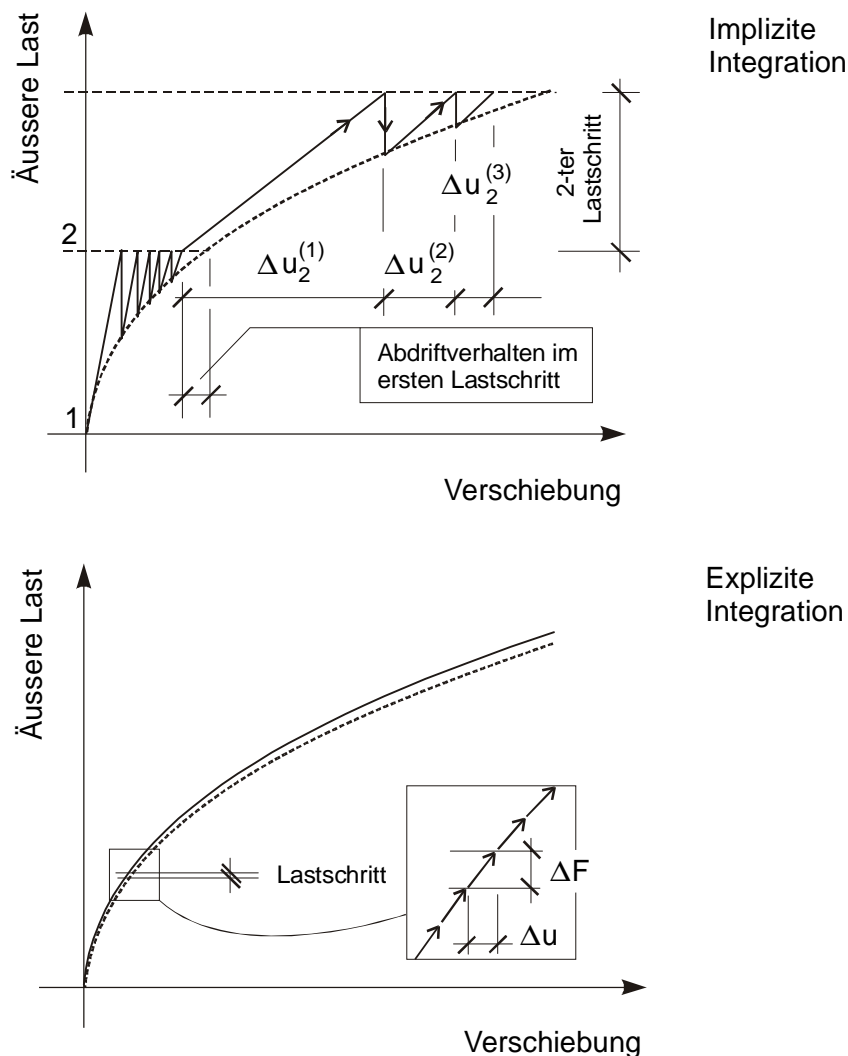 Implizite
Integration
Äussere Last
2
1
Δu₂⁽¹⁾
Δu₂⁽²⁾
Δu₂⁽³⁾
2-ter
Lastschritt
Abdriftverhalten im
ersten Lastschritt
Verschiebung
Explizite
Integration
Äussere Last
Lastschritt
ΔF
Δu
Verschiebung